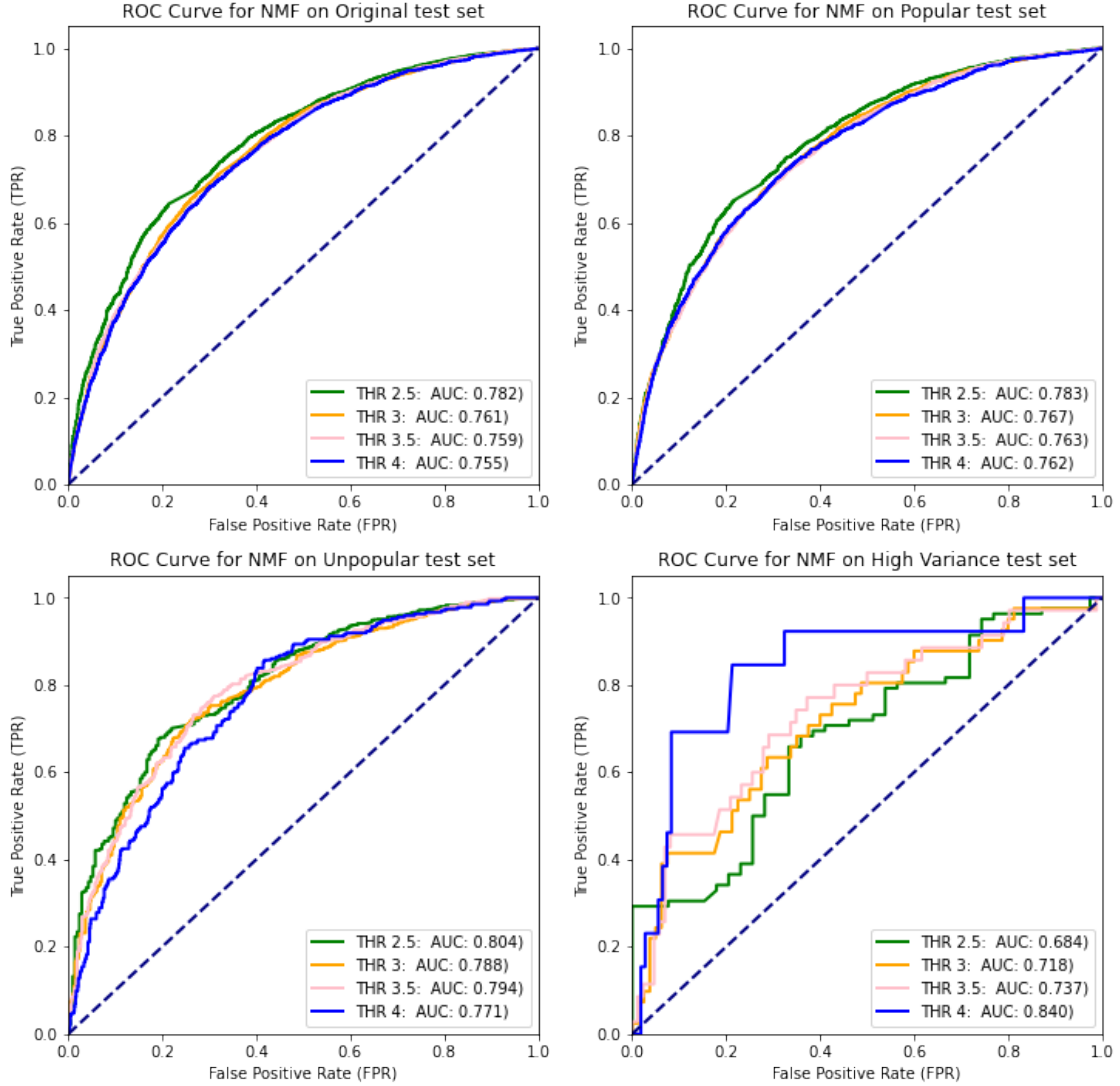 ROC Curve for NMF on Original test set
True Positive Rate (TPR)
1.0
0.8
0.6
0.4
0.2
0.0
THR 2.5:  AUC: 0.782)
THR 3:  AUC: 0.761)
THR 3.5:  AUC: 0.759)
THR 4:  AUC: 0.755)
0.0 0.2 0.4 0.6 0.8 1.0
False Positive Rate (FPR)
ROC Curve for NMF on Popular test set
True Positive Rate (TPR)
1.0
0.8
0.6
0.4
0.2
0.0
THR 2.5:  AUC: 0.783)
THR 3:  AUC: 0.767)
THR 3.5:  AUC: 0.763)
THR 4:  AUC: 0.762)
0.0 0.2 0.4 0.6 0.8 1.0
False Positive Rate (FPR)
ROC Curve for NMF on Unpopular test set
True Positive Rate (TPR)
1.0
0.8
0.6
0.4
0.2
0.0
THR 2.5:  AUC: 0.804)
THR 3:  AUC: 0.788)
THR 3.5:  AUC: 0.794)
THR 4:  AUC: 0.771)
0.0 0.2 0.4 0.6 0.8 1.0
False Positive Rate (FPR)
ROC Curve for NMF on High Variance test set
True Positive Rate (TPR)
1.0
0.8
0.6
0.4
0.2
0.0
THR 2.5:  AUC: 0.684)
THR 3:  AUC: 0.718)
THR 3.5:  AUC: 0.737)
THR 4:  AUC: 0.840)
0.0 0.2 0.4 0.6 0.8 1.0
False Positive Rate (FPR)